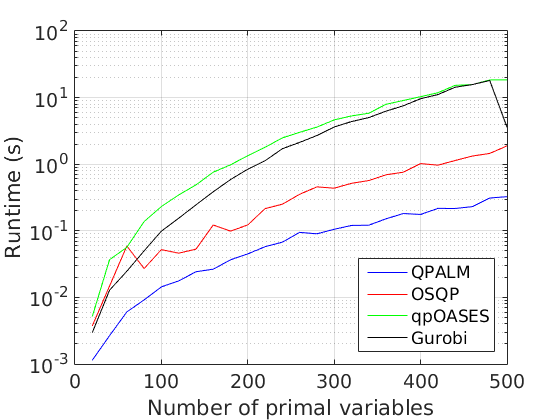 10^2
10^1
10^0
10^-1
10^-2
10^-3
Runtime (s)
QPALM
OSQP
qpOASES
Gurobi
0 100 200 300 400 500
Number of primal variables